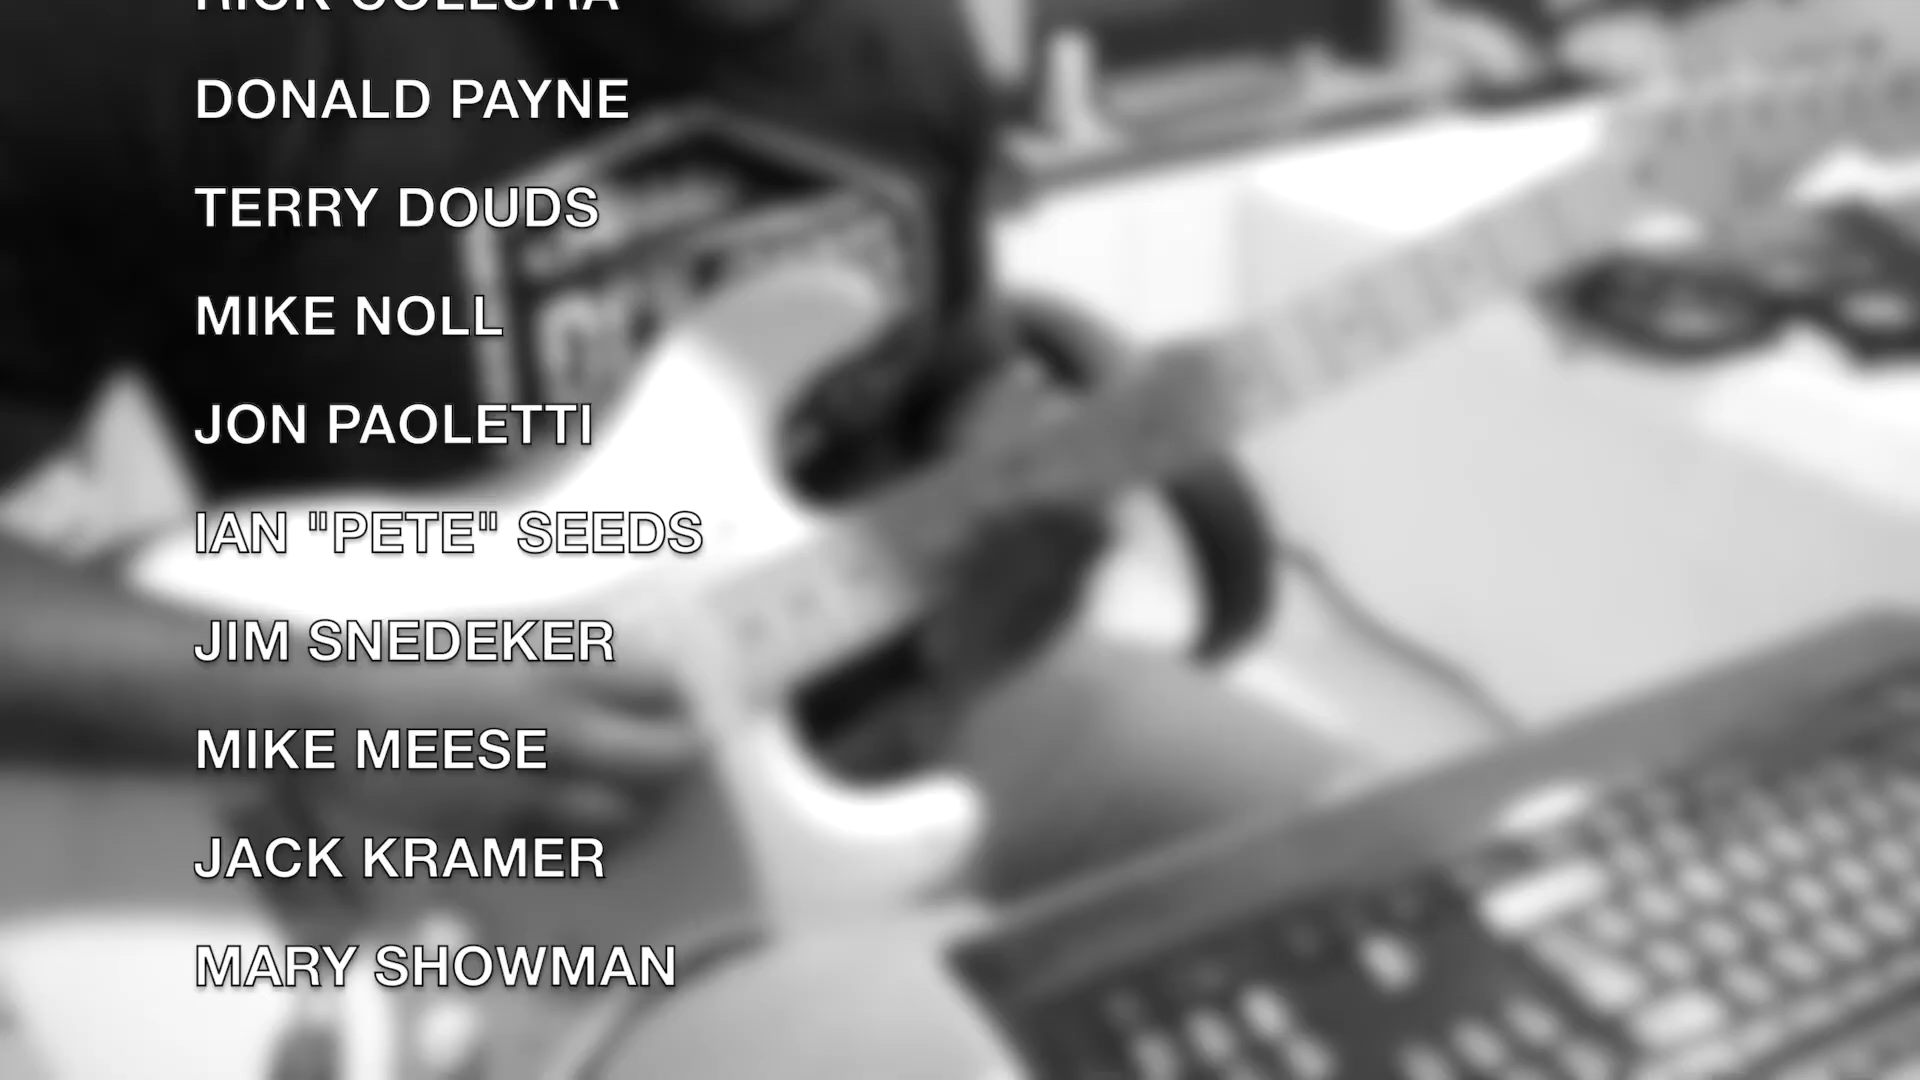 DONALD PAYNE
TERRY DOUDS
MIKE NOLL
JON PAOLETTI
IAN "PETE" SEEDS
JIM SNEDEKER
MIKE MEESE
JACK KRAMER
MARY SHOWMAN